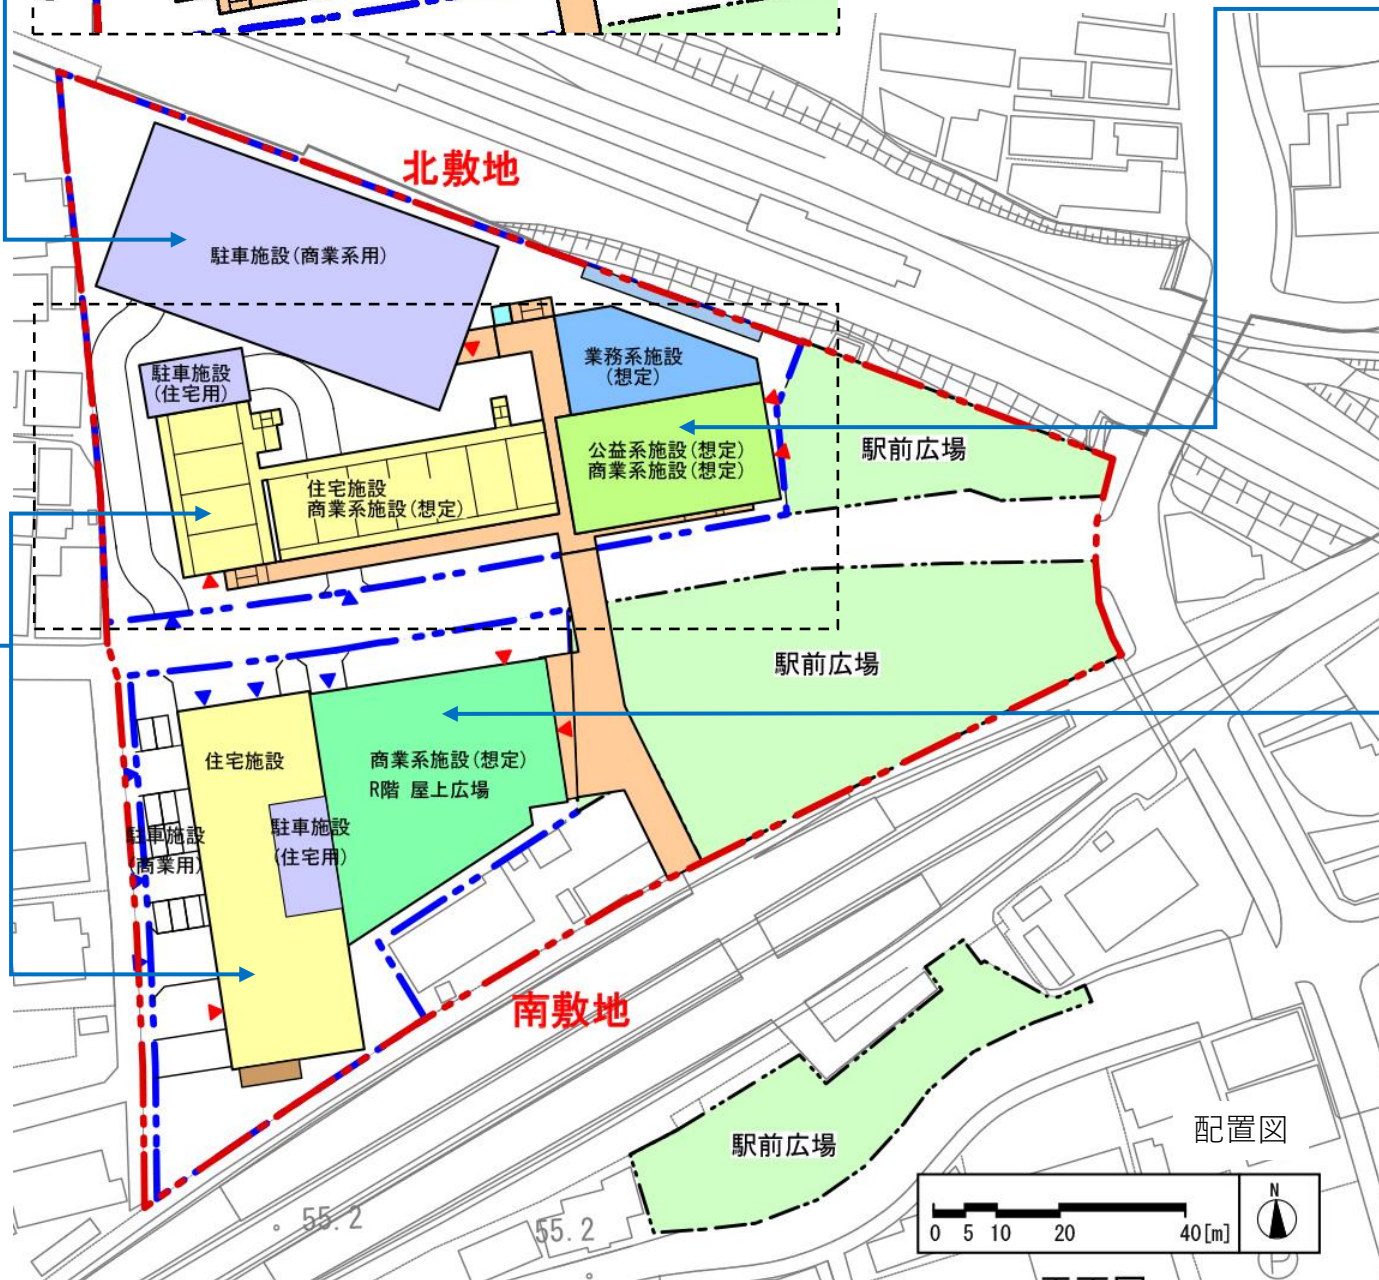 北敷地
駐車施設(商業系用)
駐車施設
(住宅用)
業務系施設
(想定)
公益系施設(想定)
商業系施設(想定)
駅前広場
住宅施設
商業系施設(想定)
駅前広場
住宅施設
商業系施設(想定)
R階 屋上広場
駐車施設
(商業用)
駐車施設
(住宅用)
南敷地
駅前広場
配置図
55.2
55.2
0 5 10 20 40[m]
N